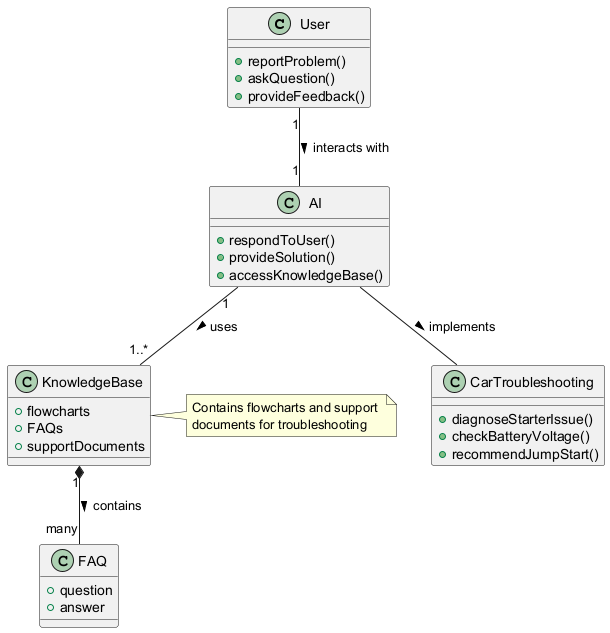 C User
reportProblem()
askQuestion()
provideFeedback()
1
interacts with
1
C AI
respondToUser()
provideSolution()
accessKnowledgeBase()
1
uses
implements
1..*
C KnowledgeBase
flowcharts
FAQs
supportDocuments
Contains flowcharts and support
documents for troubleshooting
C CarTroubleshooting
diagnoseStarterIssue()
checkBatteryVoltage()
recommendJumpStart()
1
contains
many
C FAQ
question
answer